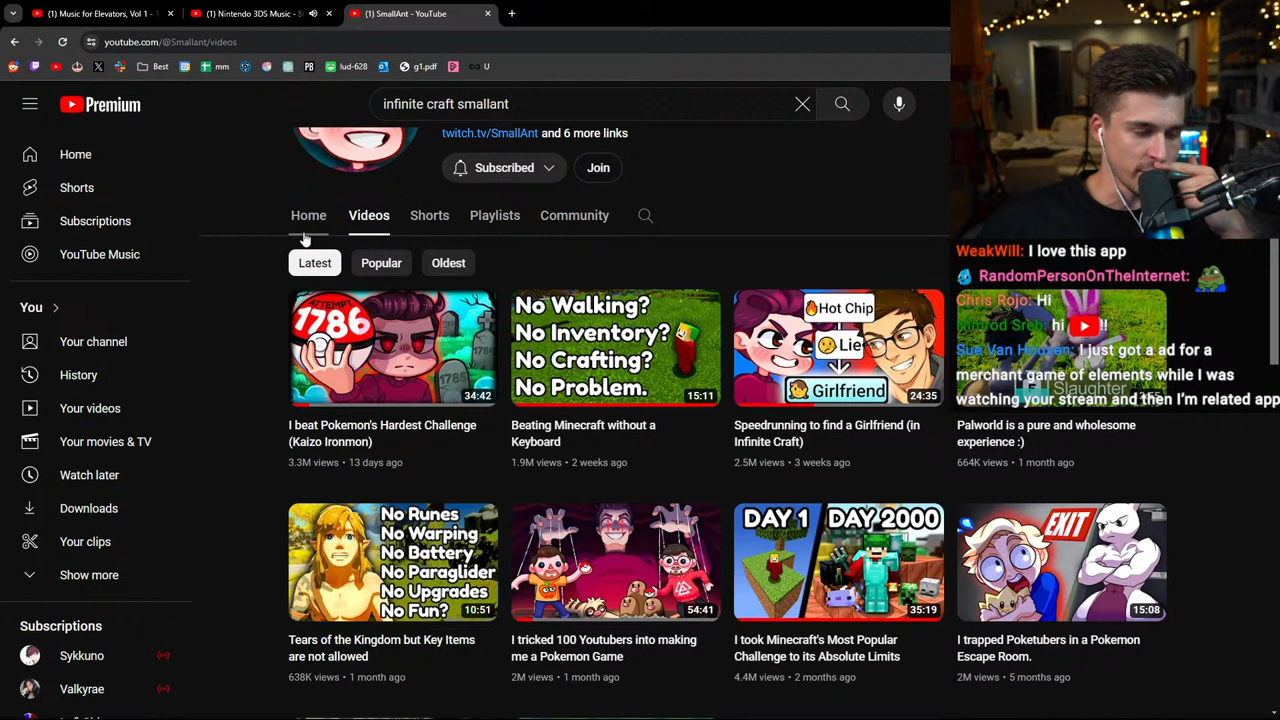 (1) Music for Elevators, Vol 1 - 1
(1) Nintendo 3DS Music - S
(1) SmallAnt - YouTube
youtube.com/@Smallant/videos
Best
mm
PB
lud-628
g1.pdf
U
Premium
infinite craft smallant
twitch.tv/SmallAnt and 6 more links
Subscribed
Join
Home
Shorts
Subscriptions
YouTube Music
You
Your channel
History
Your videos
Your movies & TV
Watch later
Downloads
Your clips
Show more
Subscriptions
Sykkuno
Valkyrae
Home
Videos
Shorts
Playlists
Community
Latest
Popular
Oldest
ATTEMPT
1786
1785
34:42
I beat Pokemon's Hardest Challenge
(Kaizo Ironmon)
3.3M views • 13 days ago
No Walking?
No Inventory?
No Crafting?
No Problem.
15:11
Beating Minecraft without a
Keyboard
1.9M views • 2 weeks ago
Hot Chip
Lie
Girlfriend
24:35
Speedrunning to find a Girlfriend (in
Infinite Craft)
2.5M views • 3 weeks ago
Slaughter
Palworld is a pure and wholesome
experience :)
664K views • 1 month ago
No Runes
No Warping
No Battery
No Paraglider
No Upgrades
No Fun?
10:51
Tears of the Kingdom but Key Items
are not allowed
638K views • 1 month ago
54:41
I tricked 100 Youtubers into making
me a Pokemon Game
2M views • 1 month ago
DAY 1
DAY 2000
35:19
I took Minecraft's Most Popular
Challenge to its Absolute Limits
4.4M views • 2 months ago
EXIT
15:08
I trapped Poketubers in a Pokemon
Escape Room.
2M views • 5 months ago
WeakWill: I love this app
RandomPersonOnTheInternet:
Chris Rojo: Hi
Nimrod Sreb: hi !!
Sue Van Housen: I just got a ad for a
merchant game of elements while I was
watching your stream and then I'm related app